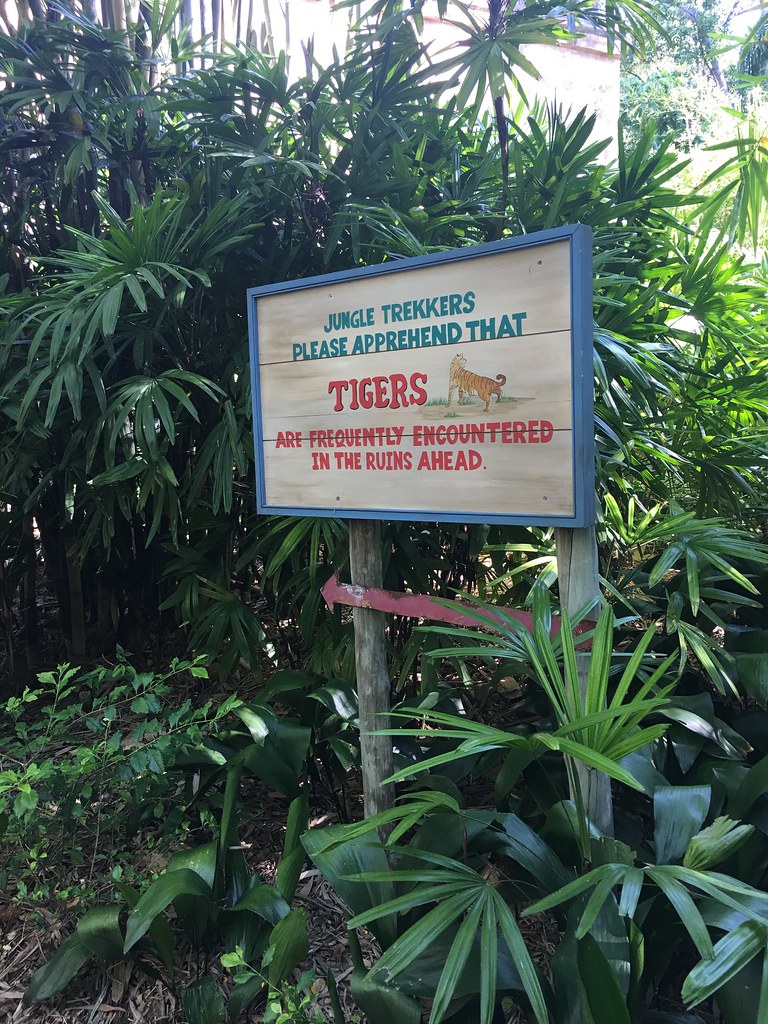 JUNGLE TREKKERS
PLEASE APPREHEND THAT
TIGERS
ARE FREQUENTLY ENCOUNTERED
IN THE RUINS AHEAD.